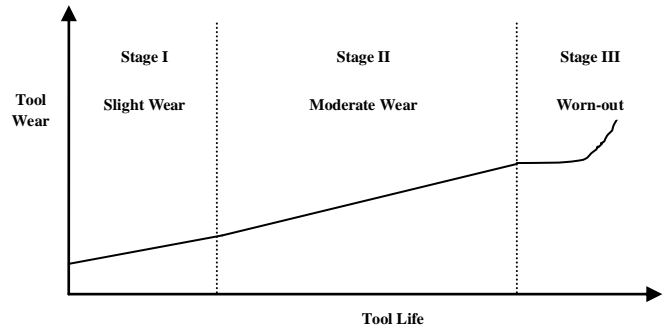 Stage I
Stage II
Stage III
Slight Wear
Moderate Wear
Worn-out
Tool
Wear
Tool Life